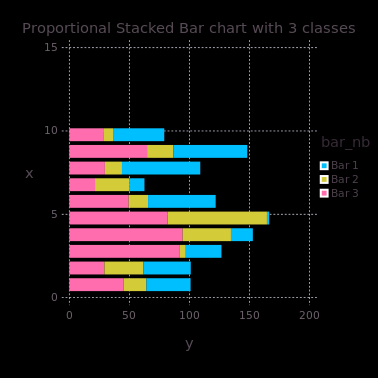 Proportional Stacked Bar chart with 3 classes
15
10
5
0
x
0 50 100 150 200
y
bar_nb
Bar 1
Bar 2
Bar 3